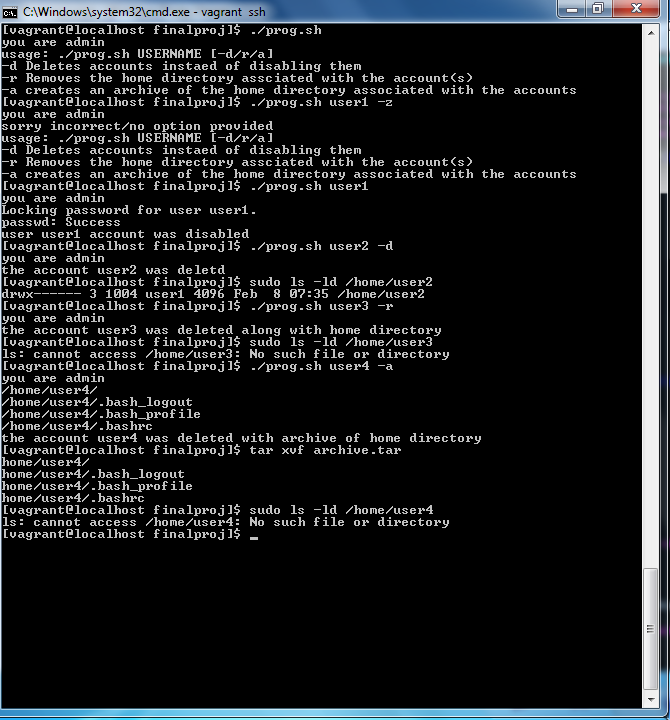 C:\Windows\system32\cmd.exe - vagrant ssh
[vagrant@localhost finalproj]$ ./prog.sh
you are admin
usage: ./prog.sh USERNAME [-d/r/a]
-d Deletes accounts instaed of disabling them
-r Removes the home directory assciated with the account(s)
-a creates an archive of the home directory associated with the accounts
[vagrant@localhost finalproj]$ ./prog.sh user1 -z
you are admin
sorry incorrect/no option provided
usage: ./prog.sh USERNAME [-d/r/a]
-d Deletes accounts instaed of disabling them
-r Removes the home directory assciated with the account(s)
-a creates an archive of the home directory associated with the accounts
[vagrant@localhost finalproj]$ ./prog.sh user1
you are admin
Locking password for user user1.
passwd: Success
user user1 account was disabled
[vagrant@localhost finalproj]$ ./prog.sh user2 -d
you are admin
the account user2 was deletd
[vagrant@localhost finalproj]$ sudo ls -ld /home/user2
drwx------ 3 1004 user1 4096 Feb  8 07:35 /home/user2
[vagrant@localhost finalproj]$ ./prog.sh user3 -r
you are admin
the account user3 was deleted along with home directory
[vagrant@localhost finalproj]$ sudo ls -ld /home/user3
ls: cannot access /home/user3: No such file or directory
[vagrant@localhost finalproj]$ ./prog.sh user4 -a
you are admin
/home/user4/
/home/user4/.bash_logout
/home/user4/.bash_profile
/home/user4/.bashrc
the account user4 was deleted with archive of home directory
[vagrant@localhost finalproj]$ tar xvf archive.tar
home/user4/
home/user4/.bash_logout
home/user4/.bash_profile
home/user4/.bashrc
[vagrant@localhost finalproj]$ sudo ls -ld /home/user4
ls: cannot access /home/user4: No such file or directory
[vagrant@localhost finalproj]$ _